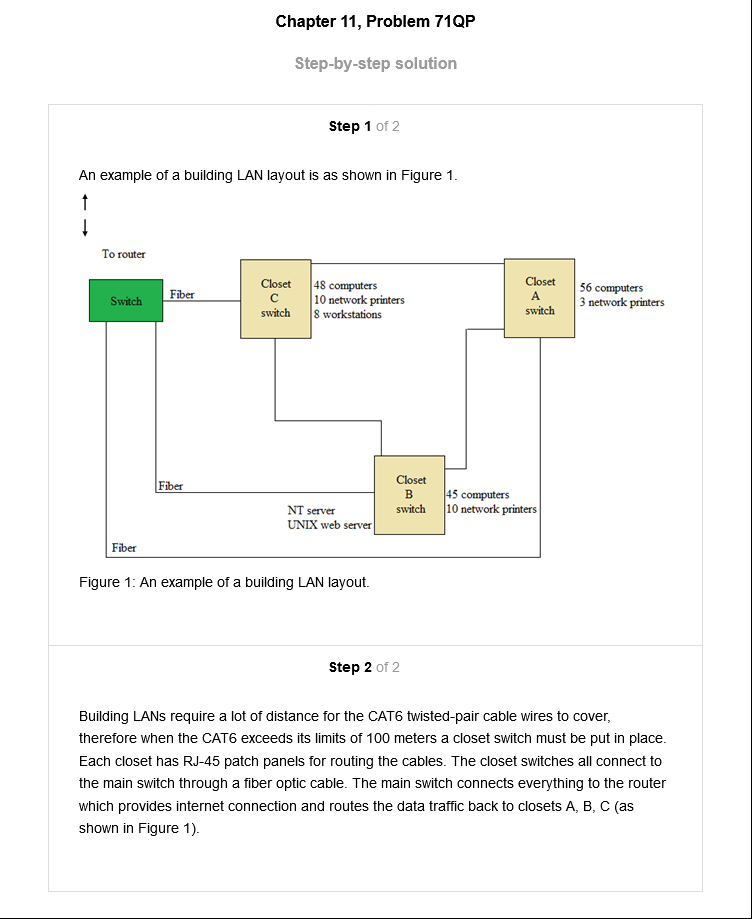 Chapter 11, Problem 71QP
Step-by-step solution
Step 1 of 2
An example of a building LAN layout is as shown in Figure 1.
To router
Switch
Fiber
Closet
C
switch
48 computers
10 network printers
8 workstations
Closet
A
switch
56 computers
3 network printers
Fiber
Closet
B
switch
NT server
UNIX web server
45 computers
10 network printers
Fiber
Figure 1: An example of a building LAN layout.
Step 2 of 2
Building LANs require a lot of distance for the CAT6 twisted-pair cable wires to cover,
therefore when the CAT6 exceeds its limits of 100 meters a closet switch must be put in place.
Each closet has RJ-45 patch panels for routing the cables. The closet switches all connect to
the main switch through a fiber optic cable. The main switch connects everything to the router
which provides internet connection and routes the data traffic back to closets A, B, C (as
shown in Figure 1).